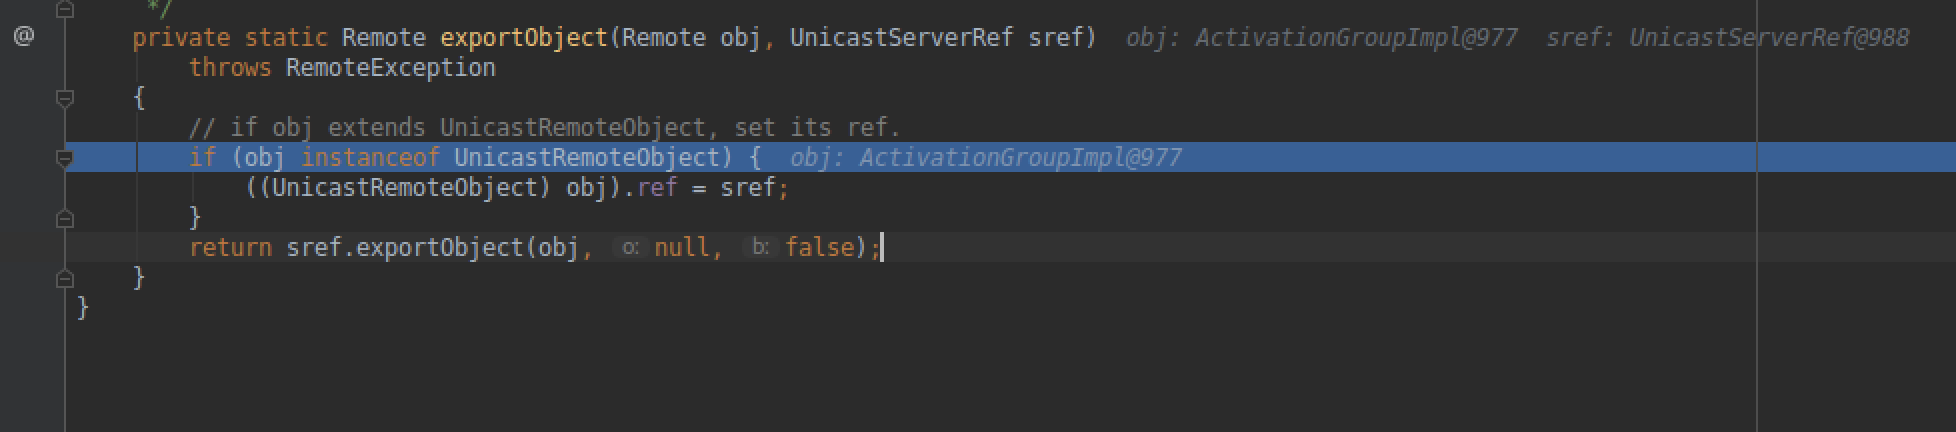 */
@ private static Remote exportObject(Remote obj, UnicastServerRef sref) obj: ActivationGroupImpl@977 sref: UnicastServerRef@988
throws RemoteException
{
// if obj extends UnicastRemoteObject, set its ref.
if (obj instanceof UnicastRemoteObject) { obj: ActivationGroupImpl@977
((UnicastRemoteObject) obj).ref = sref;
}
return sref.exportObject(obj, o: null, b: false);
}
}